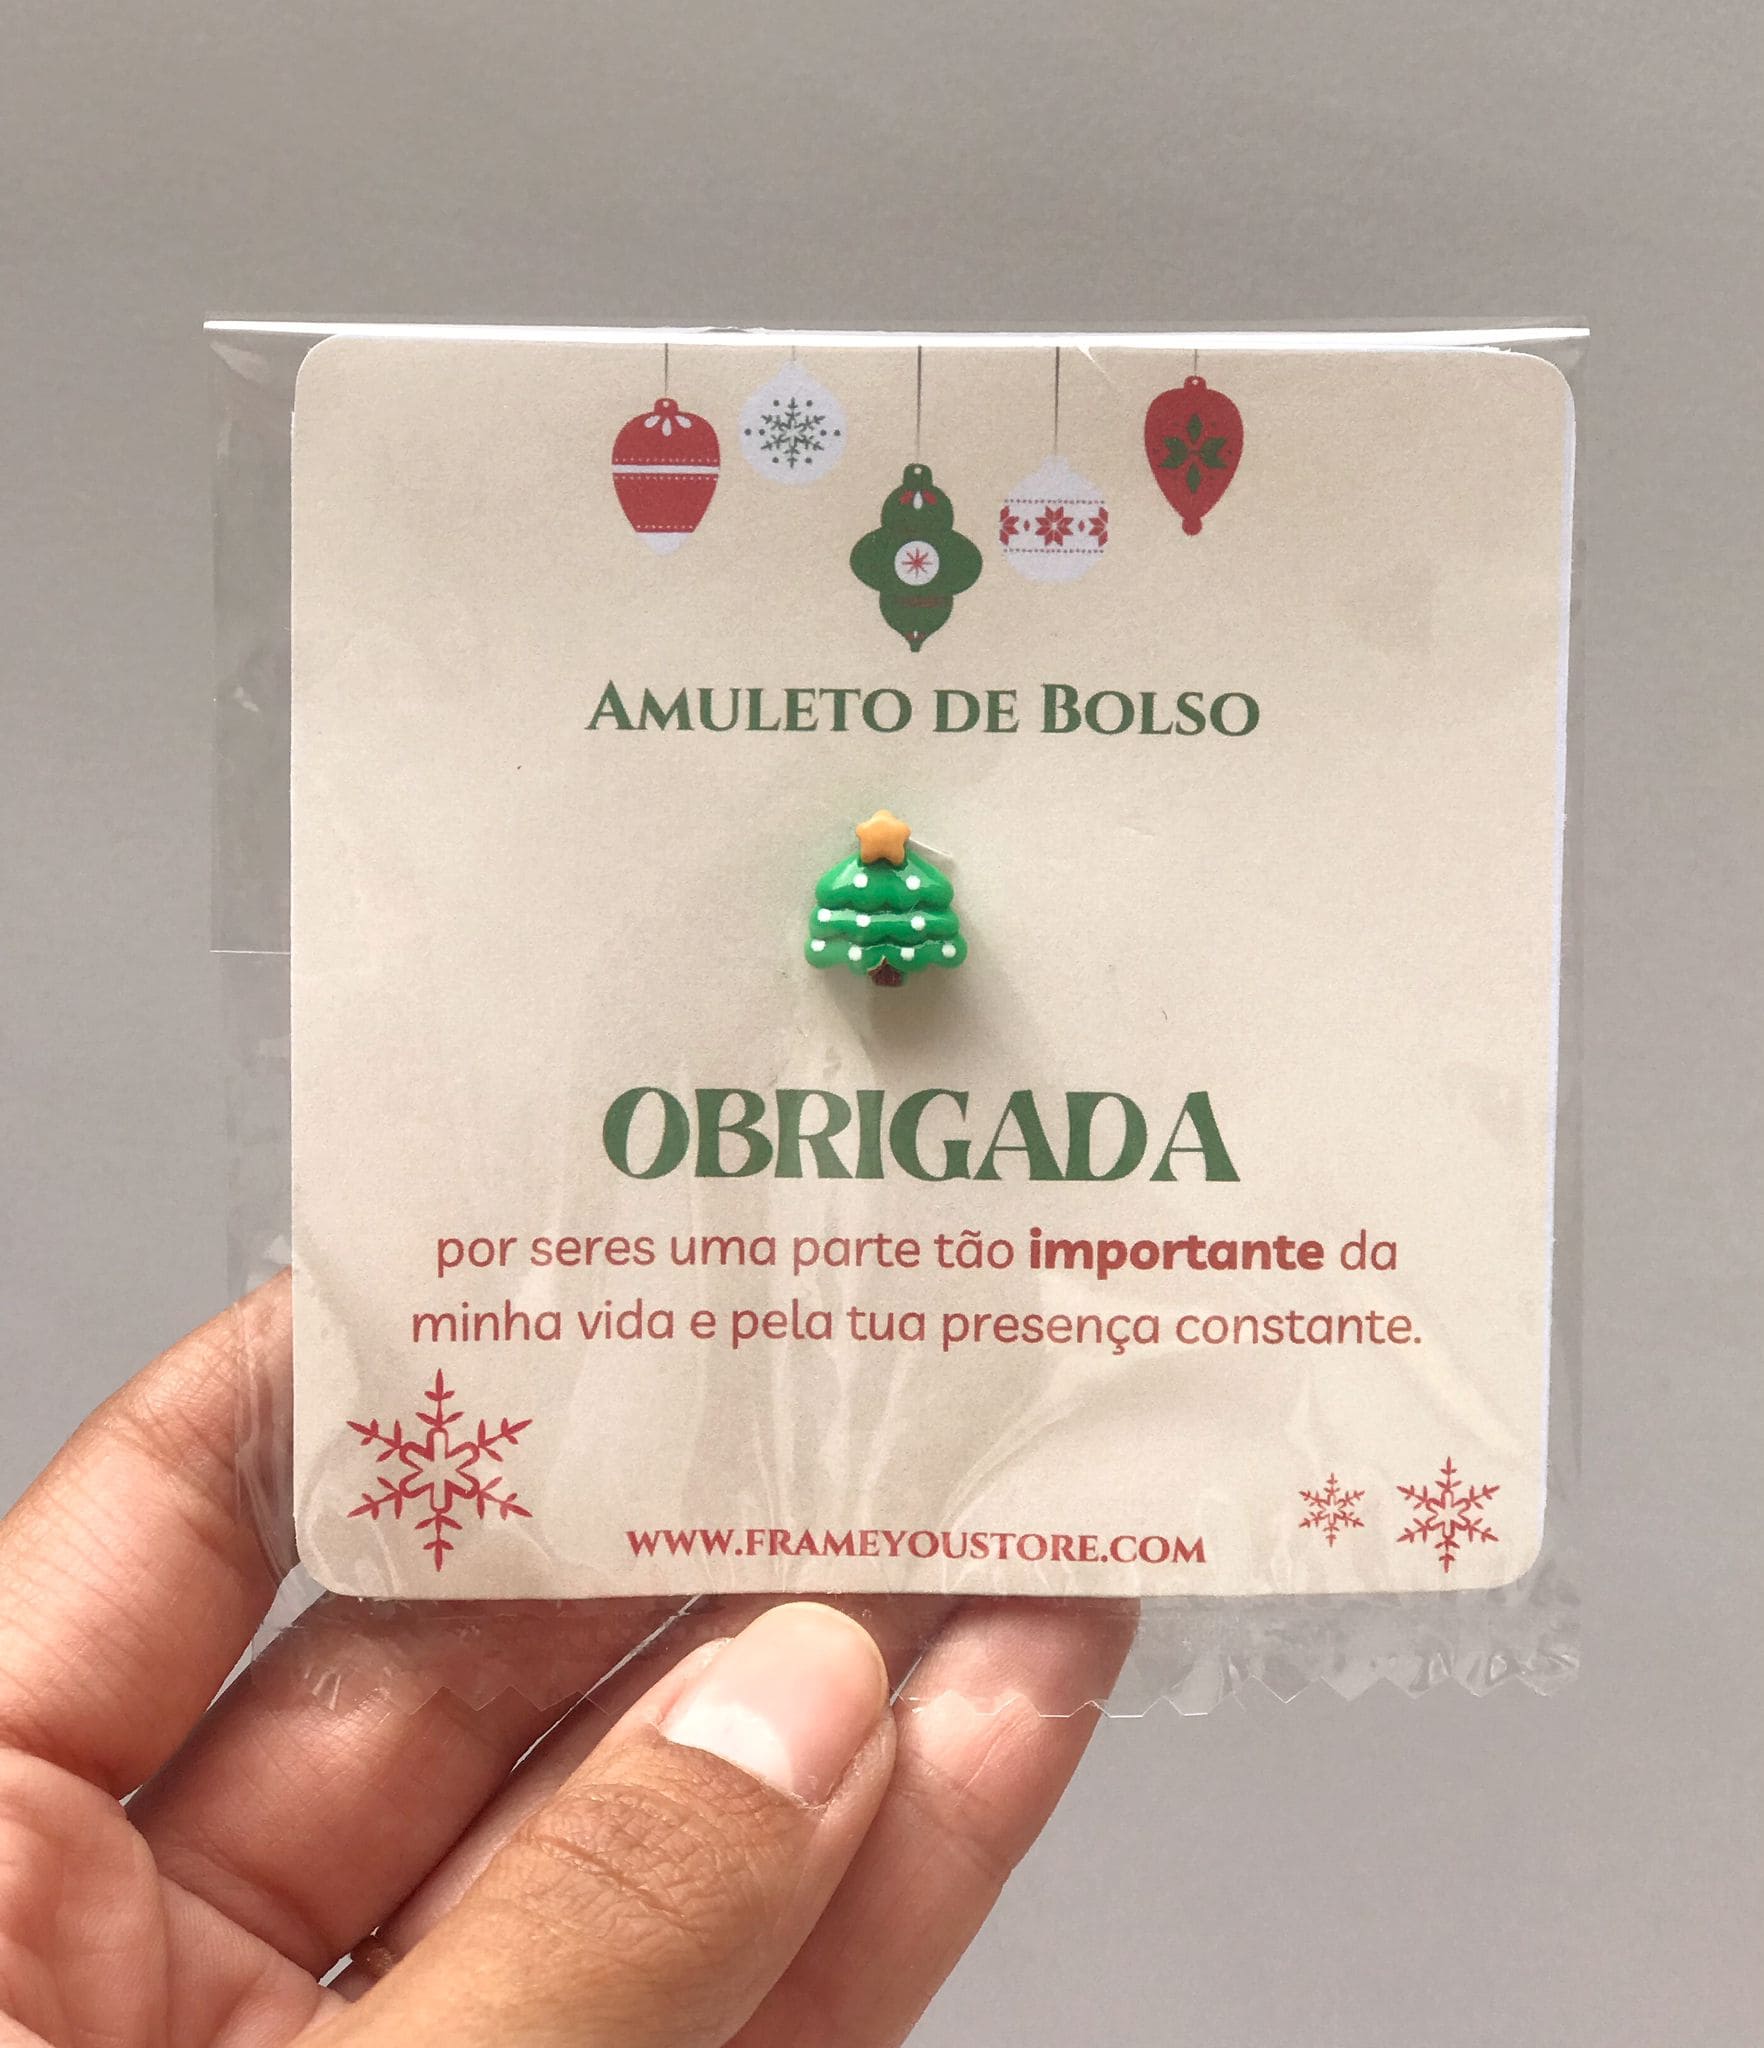 Amuleto de Bolso
OBRIGADA
por seres uma parte tão importante da
minha vida e pela tua presença constante.
www.frameyoustore.com